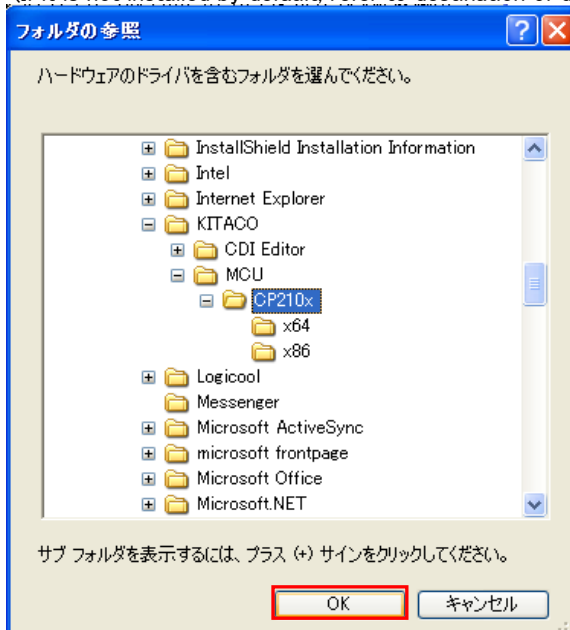 フォルダの参照
ハードウェアのドライバを含むフォルダを選んでください。
InstallShield Installation Information
Intel
Internet Explorer
KITACO
CDI Editor
MCU
CP210x
x64
x86
Logicool
Messenger
Microsoft ActiveSync
microsoft frontpage
Microsoft Office
Microsoft.NET
サブ フォルダを表示するには、プラス (+) サインをクリックしてください。
OK
キャンセル